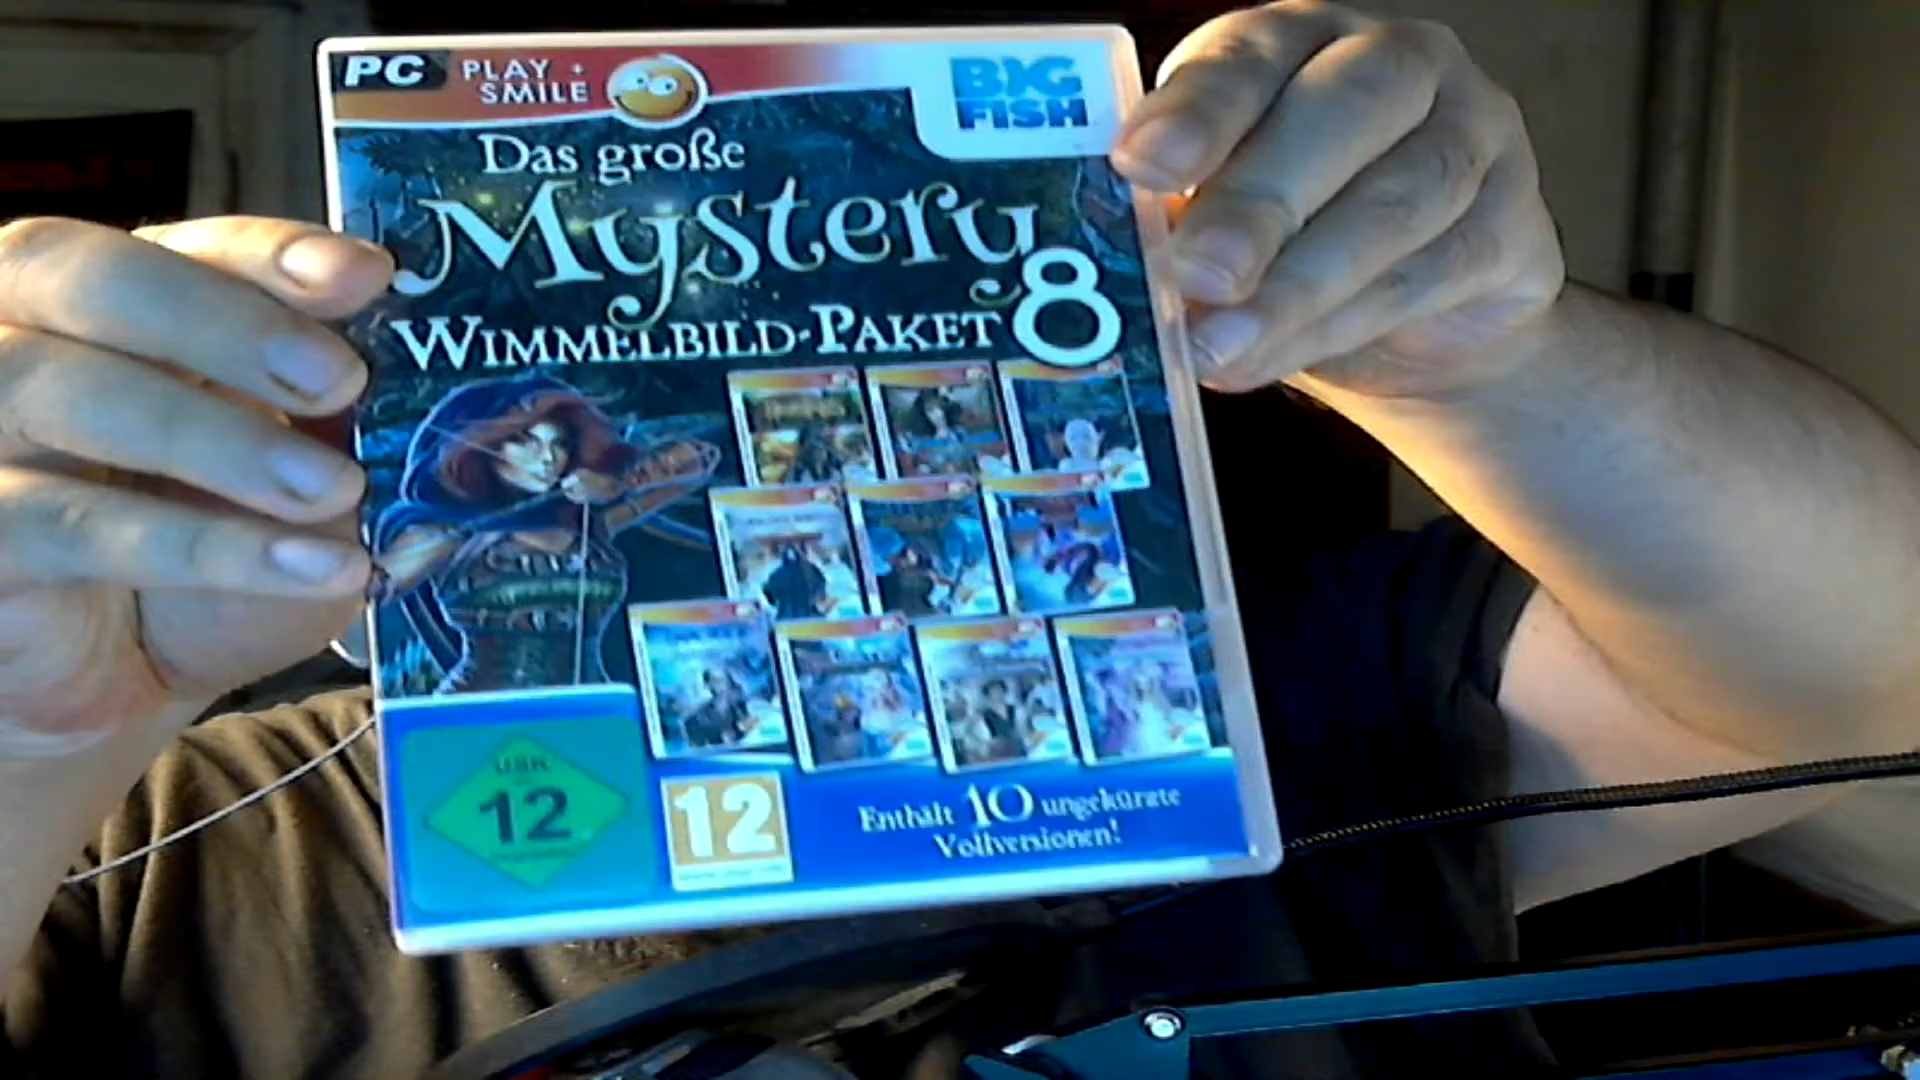 PC
PLAY +
SMILE
BIG
FISH
Das große
Mystery
WIMMELBILD-PAKET 8
USK
12
12
Enthält 10 ungekürzte
Vollversionen!